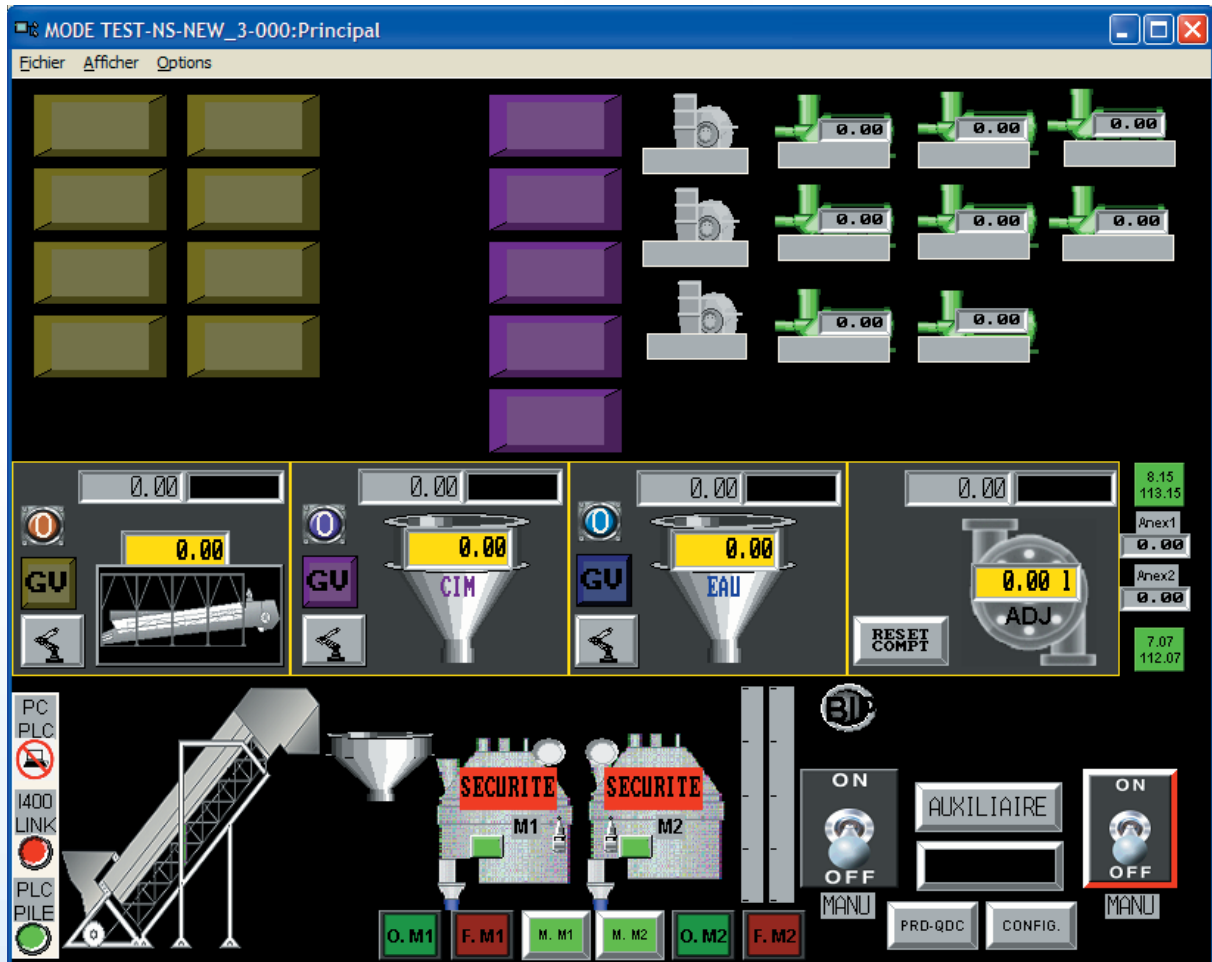 MODE TEST-NS-NEW_3-000:Principal
Fichier Afficher Options
0.00 0.00 0.00
0.00 0.00 0.00
0.00 0.00
0.00 0.00 0.00 0.00
8.15
113.15
O O O
Anex1
0.00
0.00 0.00 0.00 0.00 l
GV GV GV
CIM EAU ADJ
Anex2
0.00
RESET
COMPT
7.07
112.07
PC
PLC
BIP
1400
LINK
PLC
PILE
SECURITE SECURITE
M1 M2
ON
OFF
MANU
AUXILIAIRE
ON
OFF
MANU
PRD-QDC CONFIG.
O. M1 F. M1 M. M1 M. M2 O. M2 F. M2